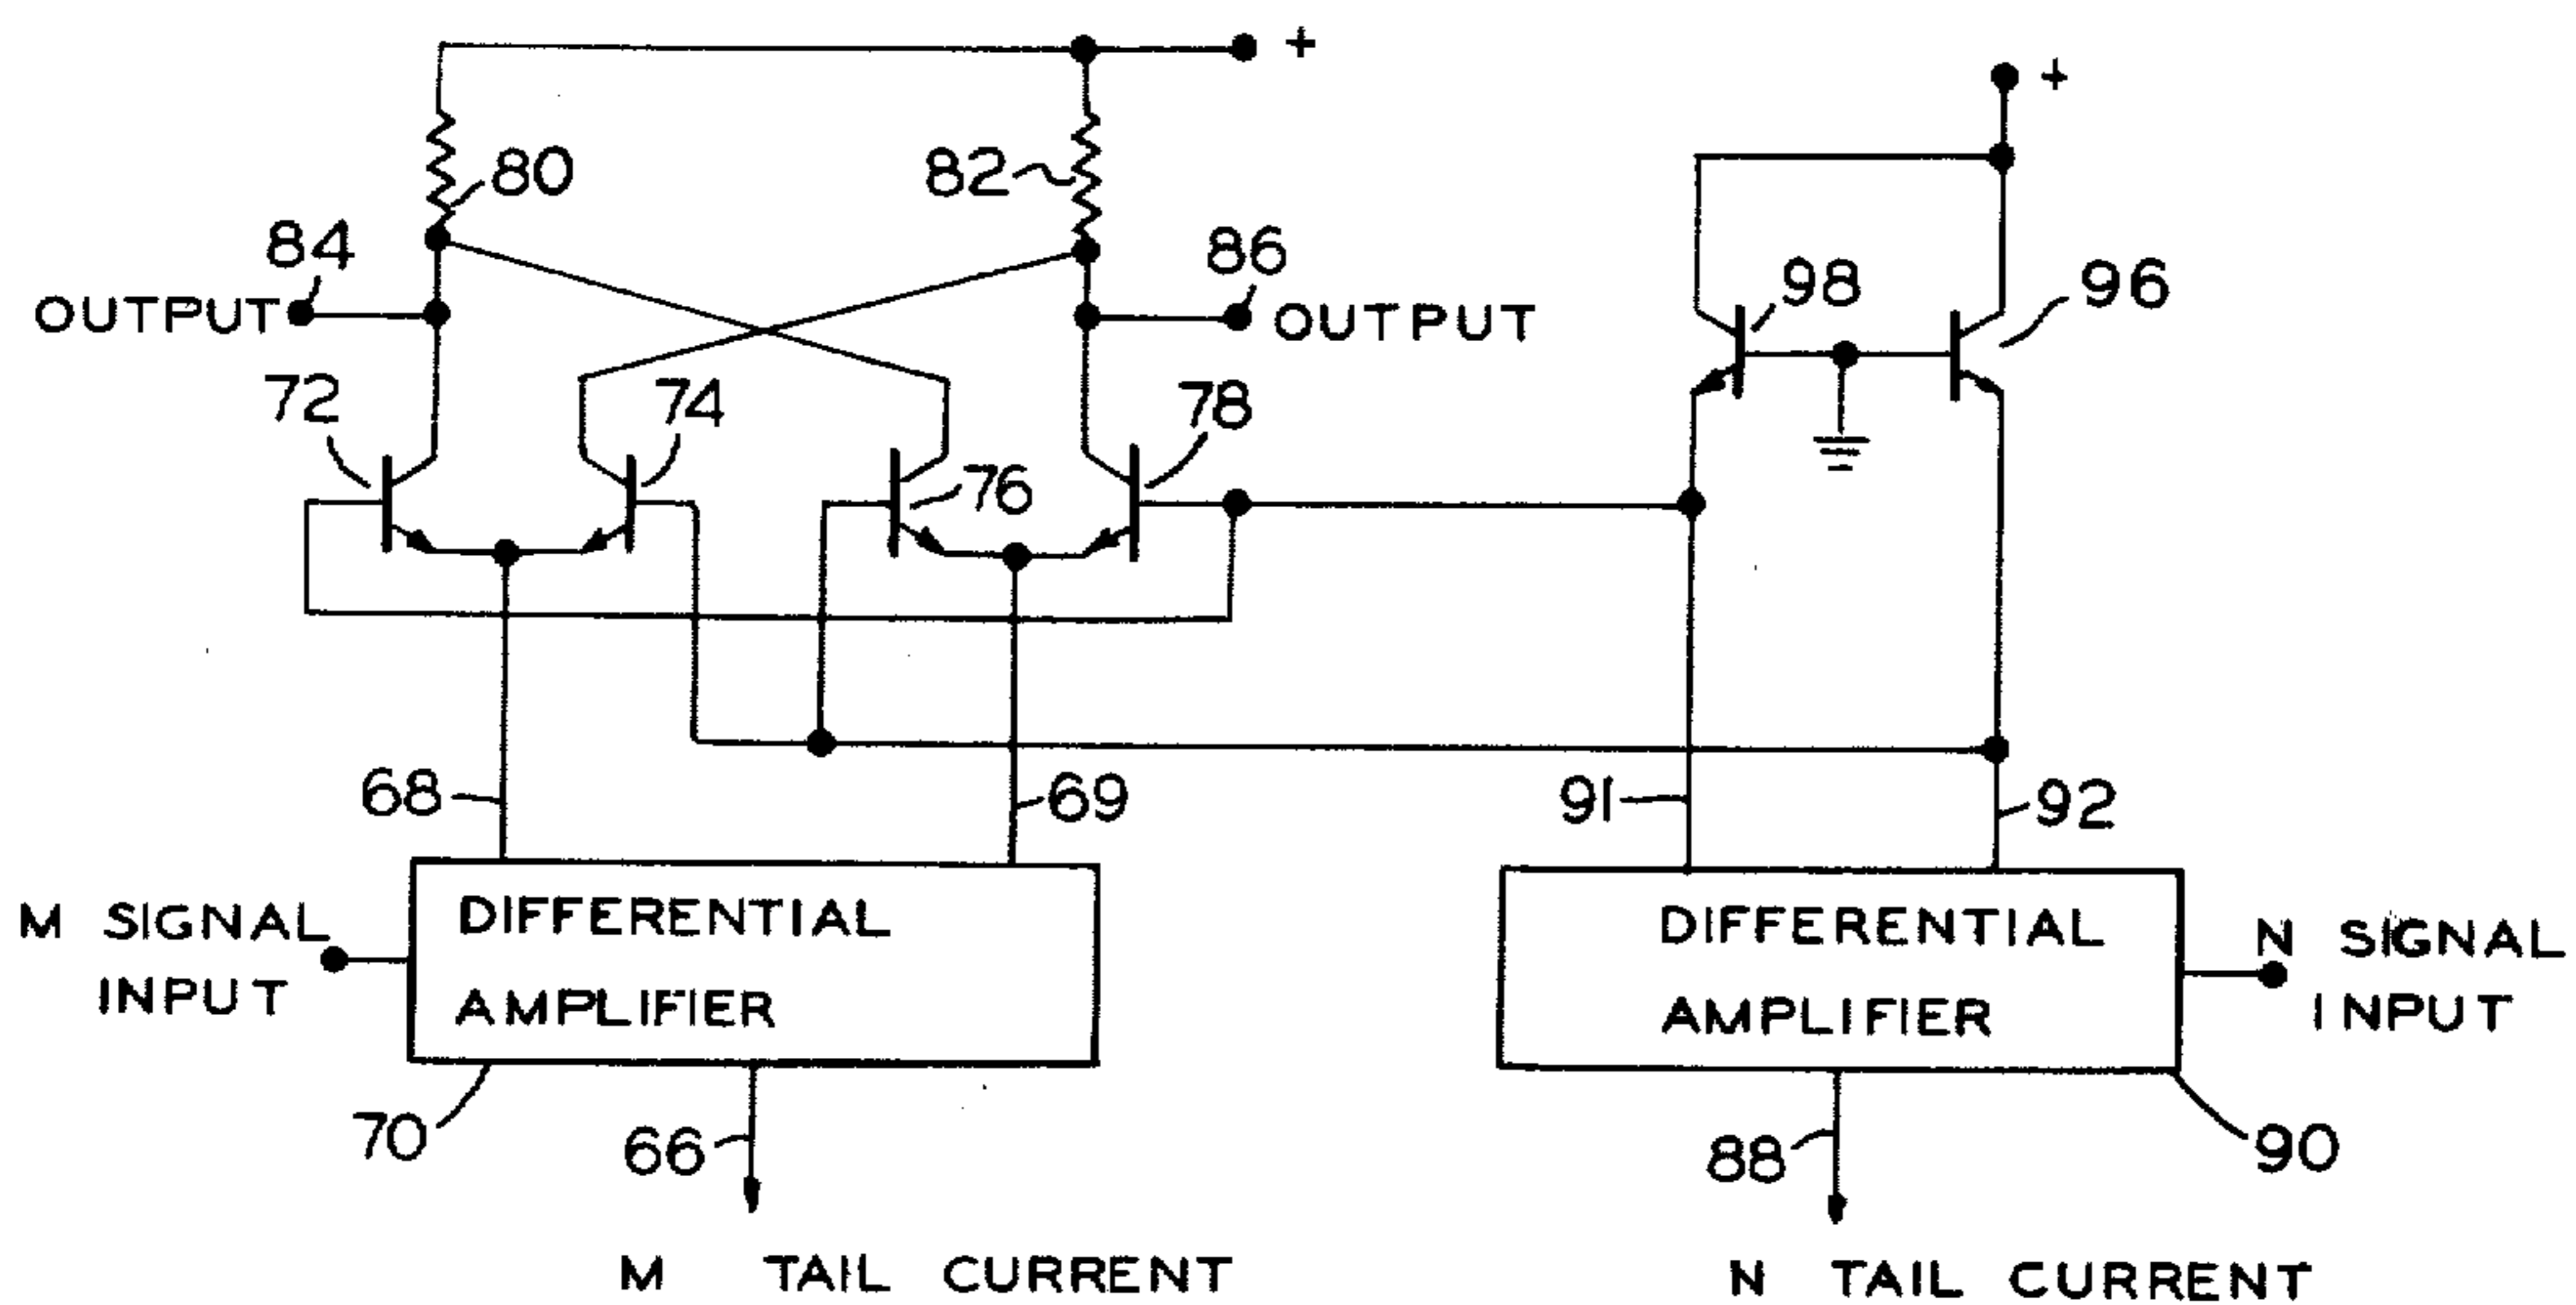 +
+
80
82
84
86
98
96
OUTPUT
OUTPUT
72
74
76
78
68
69
91
92
M SIGNAL
INPUT
DIFFERENTIAL
AMPLIFIER
DIFFERENTIAL
AMPLIFIER
N SIGNAL
INPUT
70
66
88
90
M TAIL CURRENT
N TAIL CURRENT